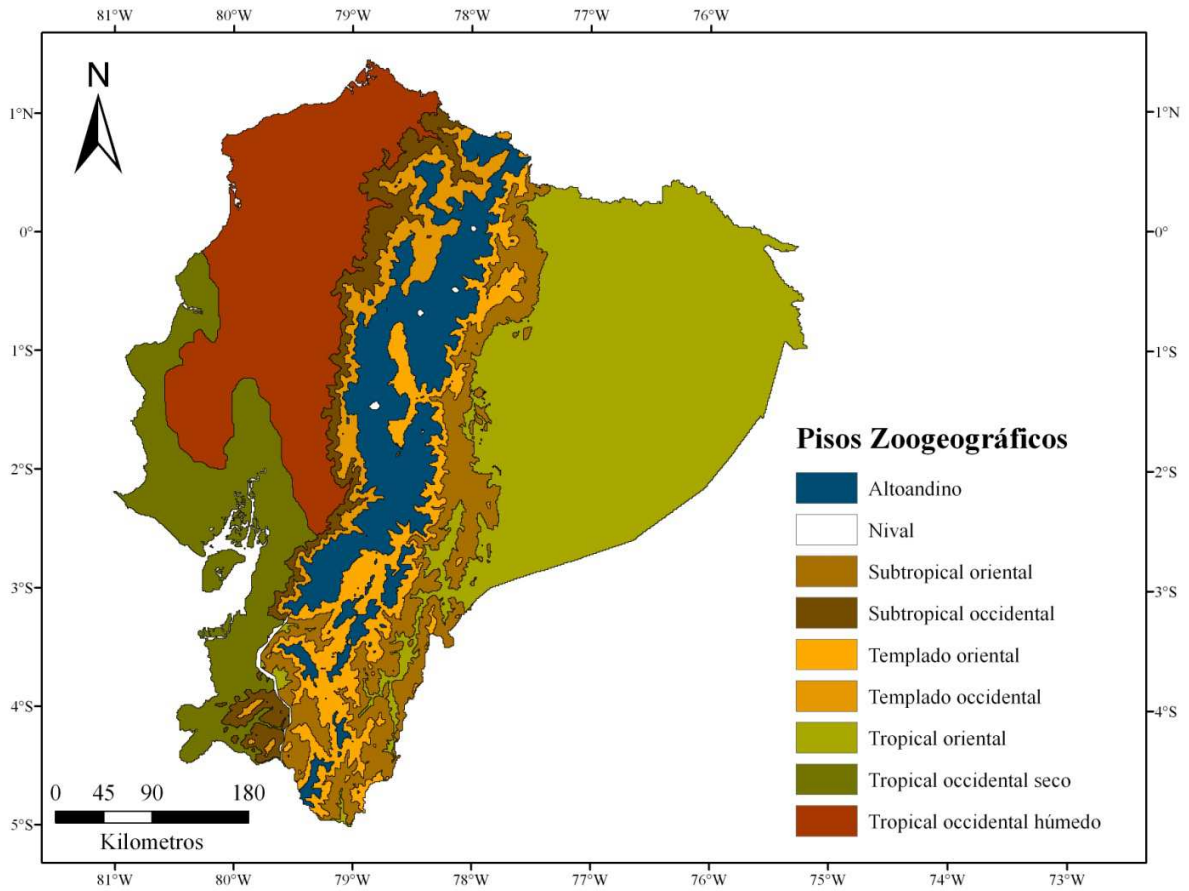 81°W 80°W 79°W 78°W 77°W 76°W
N
1°N 1°N
0° 0°
1°S 1°S
2°S 2°S
3°S 3°S
4°S 4°S
5°S
Pisos Zoogeográficos
Altoandino
Nival
Subtropical oriental
Subtropical occidental
Templado oriental
Templado occidental
Tropical oriental
Tropical occidental seco
Tropical occidental húmedo
0 45 90 180
Kilometros
81°W 80°W 79°W 78°W 77°W 76°W 75°W 74°W 73°W